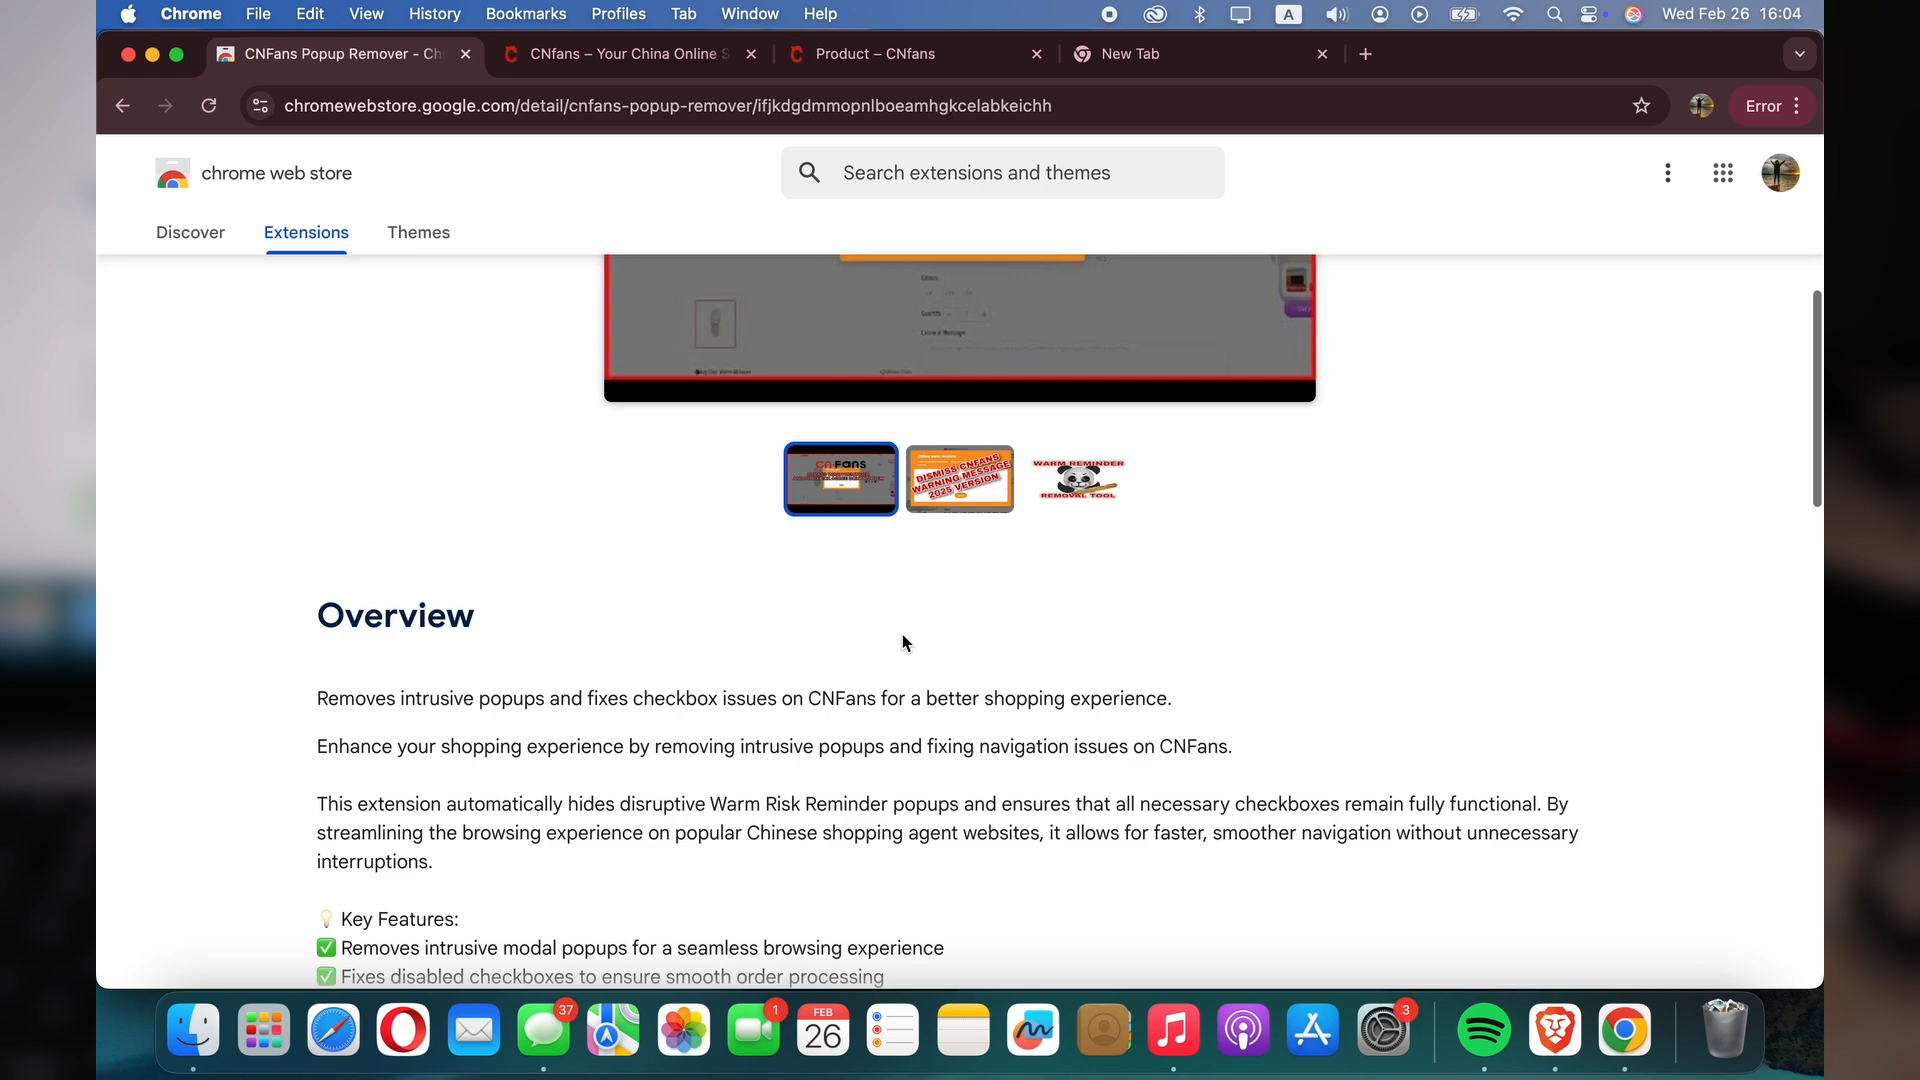 Chrome File Edit View History Bookmarks Profiles Tab Window Help A Wed Feb 26 16:04
CNFans Popup Remover - Ch CNfans – Your China Online S Product – CNfans New Tab
chromewebstore.google.com/detail/cnfans-popup-remover/ifjkdgdmmopnlboeamhgkcelabkeichh Error
chrome web store Search extensions and themes
Discover Extensions Themes
CNFANS
DISMISS CNFANS
WARNING MESSAGE
2025 VERSION
WARM REMINDER
REMOVAL TOOL
Overview
Removes intrusive popups and fixes checkbox issues on CNFans for a better shopping experience.
Enhance your shopping experience by removing intrusive popups and fixing navigation issues on CNFans.
This extension automatically hides disruptive Warm Risk Reminder popups and ensures that all necessary checkboxes remain fully functional. By
streamlining the browsing experience on popular Chinese shopping agent websites, it allows for faster, smoother navigation without unnecessary
interruptions.
💡 Key Features:
✅ Removes intrusive modal popups for a seamless browsing experience
✅ Fixes disabled checkboxes to ensure smooth order processing
37 1 FEB 3
26